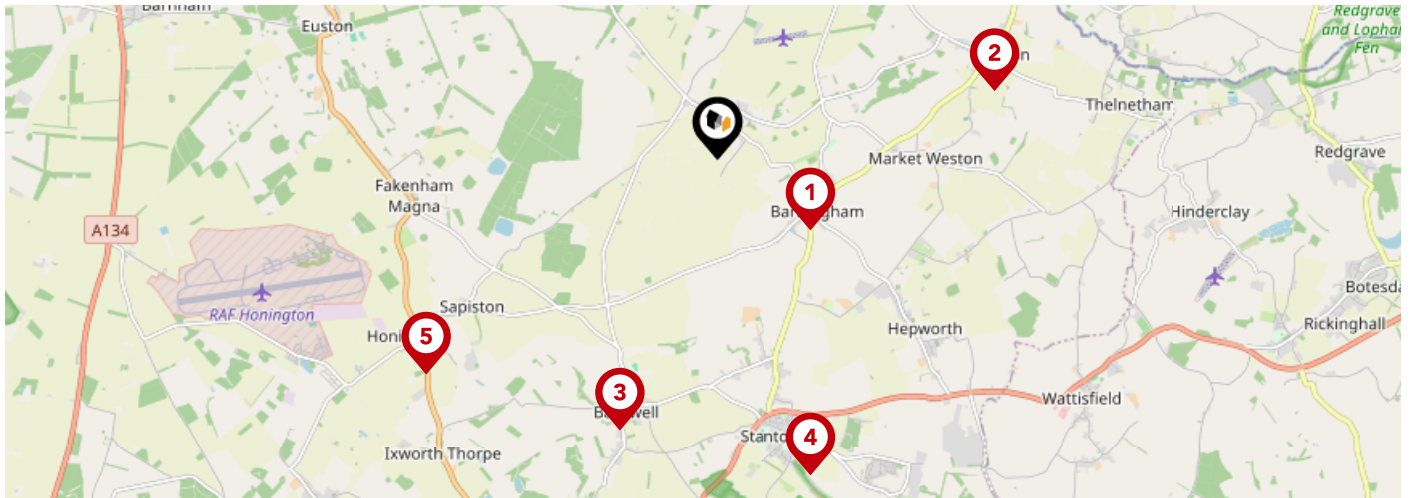 Barnham
Euston
Redgrave
and Lopham
Fen
2
Thelnetham
Market Weston
Redgrave
Fakenham
Magna
1
Hinderclay
A134
RAF Honington
Sapiston
Botesda
Rickinghall
Hepworth
5
3
Wattisfield
4
Ixworth Thorpe